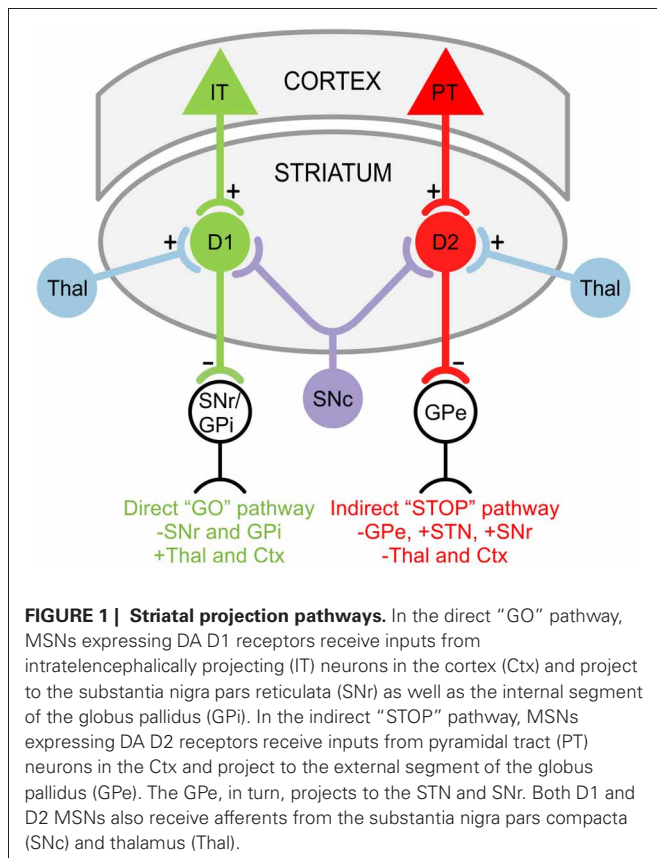 CORTEX
IT
PT
STRIATUM
+
+
+
D1
D2
+
Thal
Thal
–
–
SNr/
GPi
SNc
GPe
Direct “GO” pathway
-SNr and GPi
+Thal and Ctx
Indirect “STOP” pathway
-GPe, +STN, +SNr
-Thal and Ctx
FIGURE 1 | Striatal projection pathways. In the direct “GO” pathway,
MSNs expressing DA D1 receptors receive inputs from
intratelencephalically projecting (IT) neurons in the cortex (Ctx) and project
to the substantia nigra pars reticulata (SNr) as well as the internal segment
of the globus pallidus (GPi). In the indirect “STOP” pathway, MSNs
expressing DA D2 receptors receive inputs from pyramidal tract (PT)
neurons in the Ctx and project to the external segment of the globus
pallidus (GPe). The GPe, in turn, projects to the STN and SNr. Both D1 and
D2 MSNs also receive afferents from the substantia nigra pars compacta
(SNc) and thalamus (Thal).